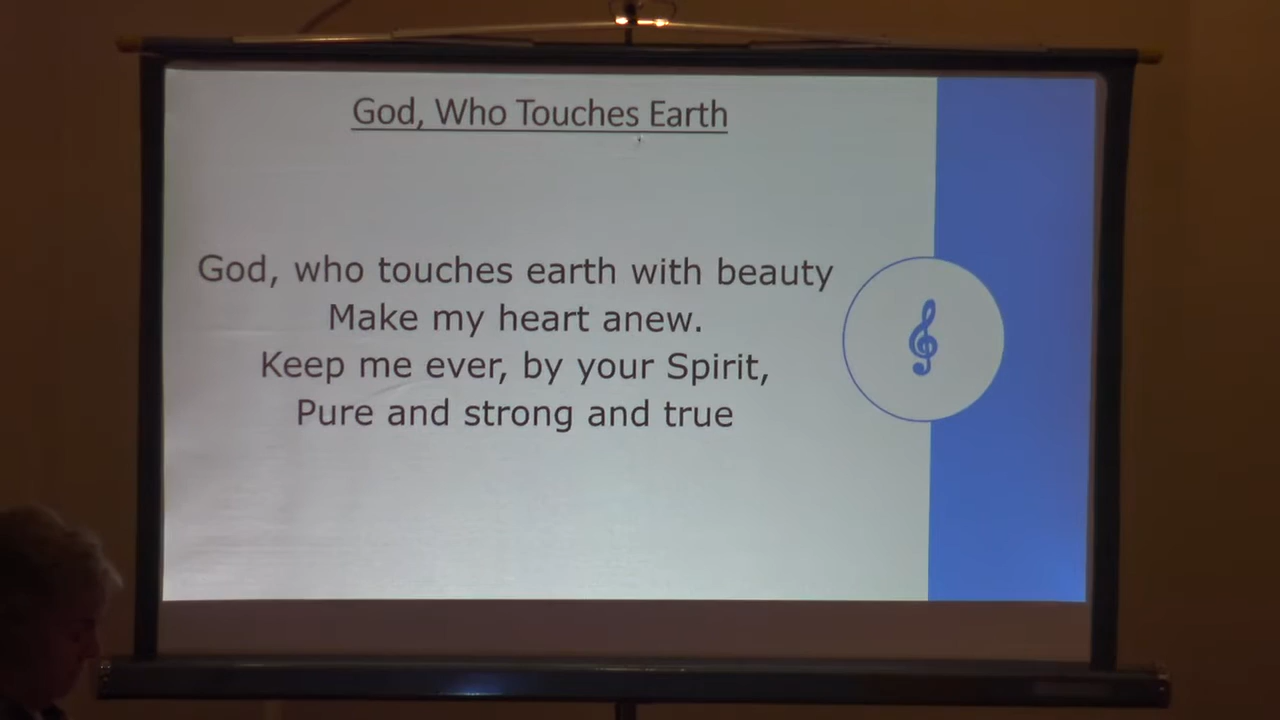 God, Who Touches Earth
God, who touches earth with beauty
Make my heart anew.
Keep me ever, by your Spirit,
Pure and strong and true